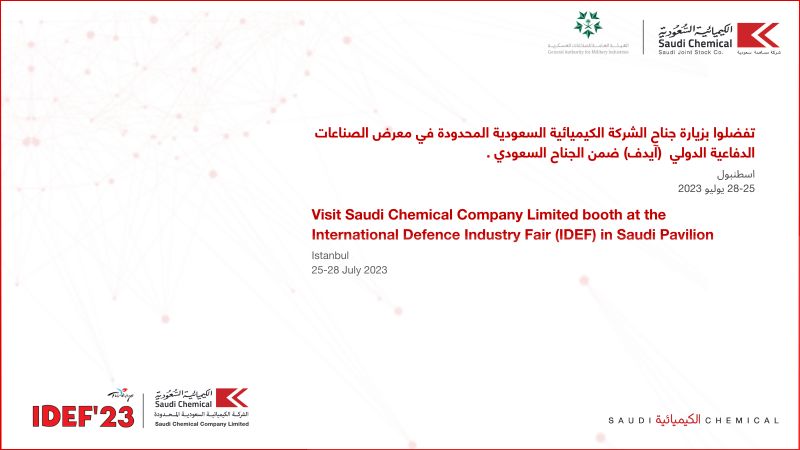 الهيئة العامة للصناعات العسكرية
General Authority for Military Industries
الكيميائية السعودية
Saudi Chemical
Saudi Joint Stock Co.
شركة مساهمة سعودية
تفضلوا بزيارة جناح الشركة الكيميائية السعودية المحدودة في معرض الصناعات
الدفاعية الدولي (آيدف) ضمن الجناح السعودي .
اسطنبول
25-28 يوليو 2023
Visit Saudi Chemical Company Limited booth at the
International Defence Industry Fair (IDEF) in Saudi Pavilion
Istanbul
25-28 July 2023
Türkiye
IDEF'23
الكيميائية السعودية
Saudi Chemical
الشركة الكيميائية السعودية المحدودة
Saudi Chemical Company Limited
SAUDI الكيميائية CHEMICAL